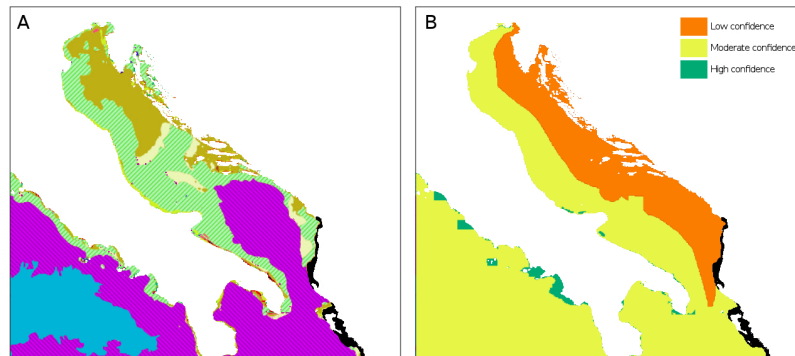 A
B
Low confidence
Moderate confidence
High confidence